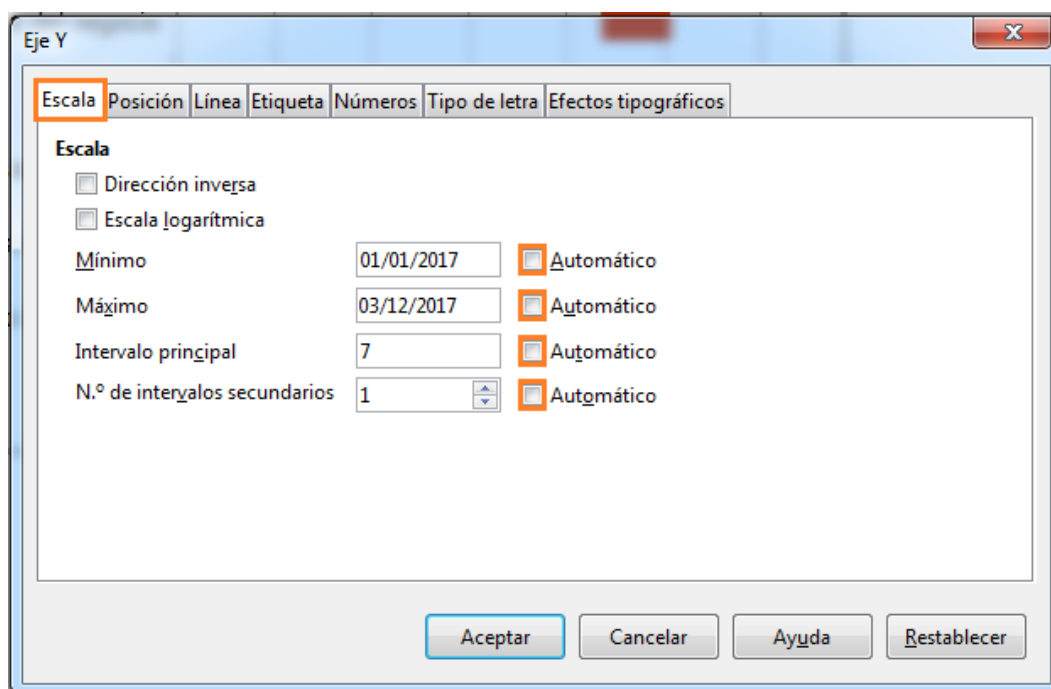 Eje Y
Escala Posición Línea Etiqueta Números Tipo de letra Efectos tipográficos
Escala
Dirección inversa
Escala logarítmica
Mínimo 01/01/2017 Automático
Máximo 03/12/2017 Automático
Intervalo principal 7 Automático
N.º de intervalos secundarios 1 Automático
Aceptar Cancelar Ayuda Restablecer